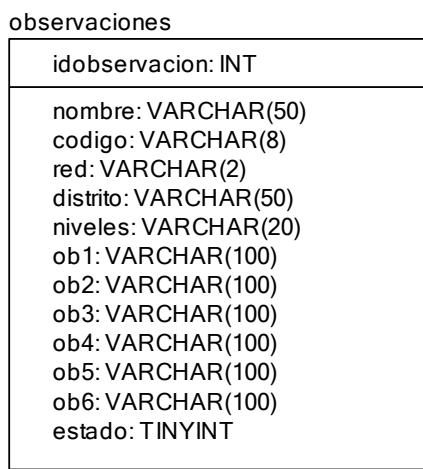 observaciones
idobservacion: INT
nombre: VARCHAR(50)
codigo: VARCHAR(8)
red: VARCHAR(2)
distrito: VARCHAR(50)
niveles: VARCHAR(20)
ob1: VARCHAR(100)
ob2: VARCHAR(100)
ob3: VARCHAR(100)
ob4: VARCHAR(100)
ob5: VARCHAR(100)
ob6: VARCHAR(100)
estado: TINYINT